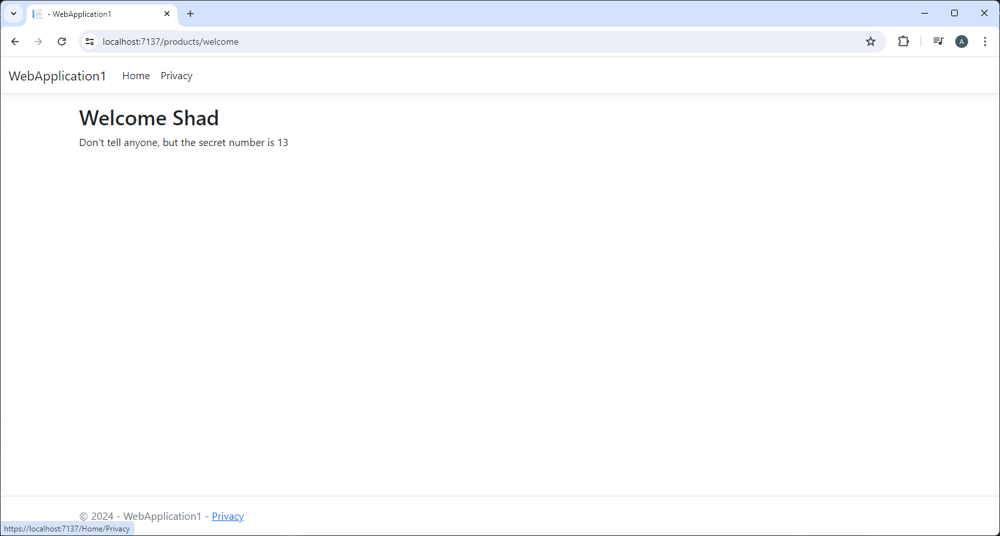 - WebApplication1
localhost:7137/products/welcome
A
WebApplication1 Home Privacy
Welcome Shad
Don't tell anyone, but the secret number is 13
© 2024 - WebApplication1 - Privacy
https://localhost:7137/Home/Privacy